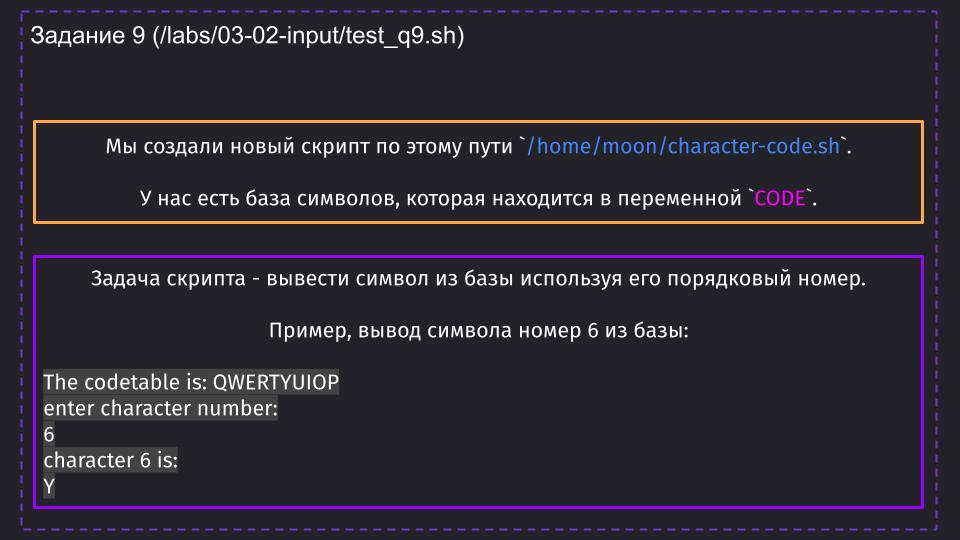 Задание 9 (/labs/03-02-input/test_q9.sh)
Мы создали новый скрипт по этому пути `/home/moon/character-code.sh`.
У нас есть база символов, которая находится в переменной `CODE`.
Задача скрипта - вывести символ из базы используя его порядковый номер.
Пример, вывод символа номер 6 из базы:
The codetable is: QWERTYUIOP
enter character number:
6
character 6 is:
Y